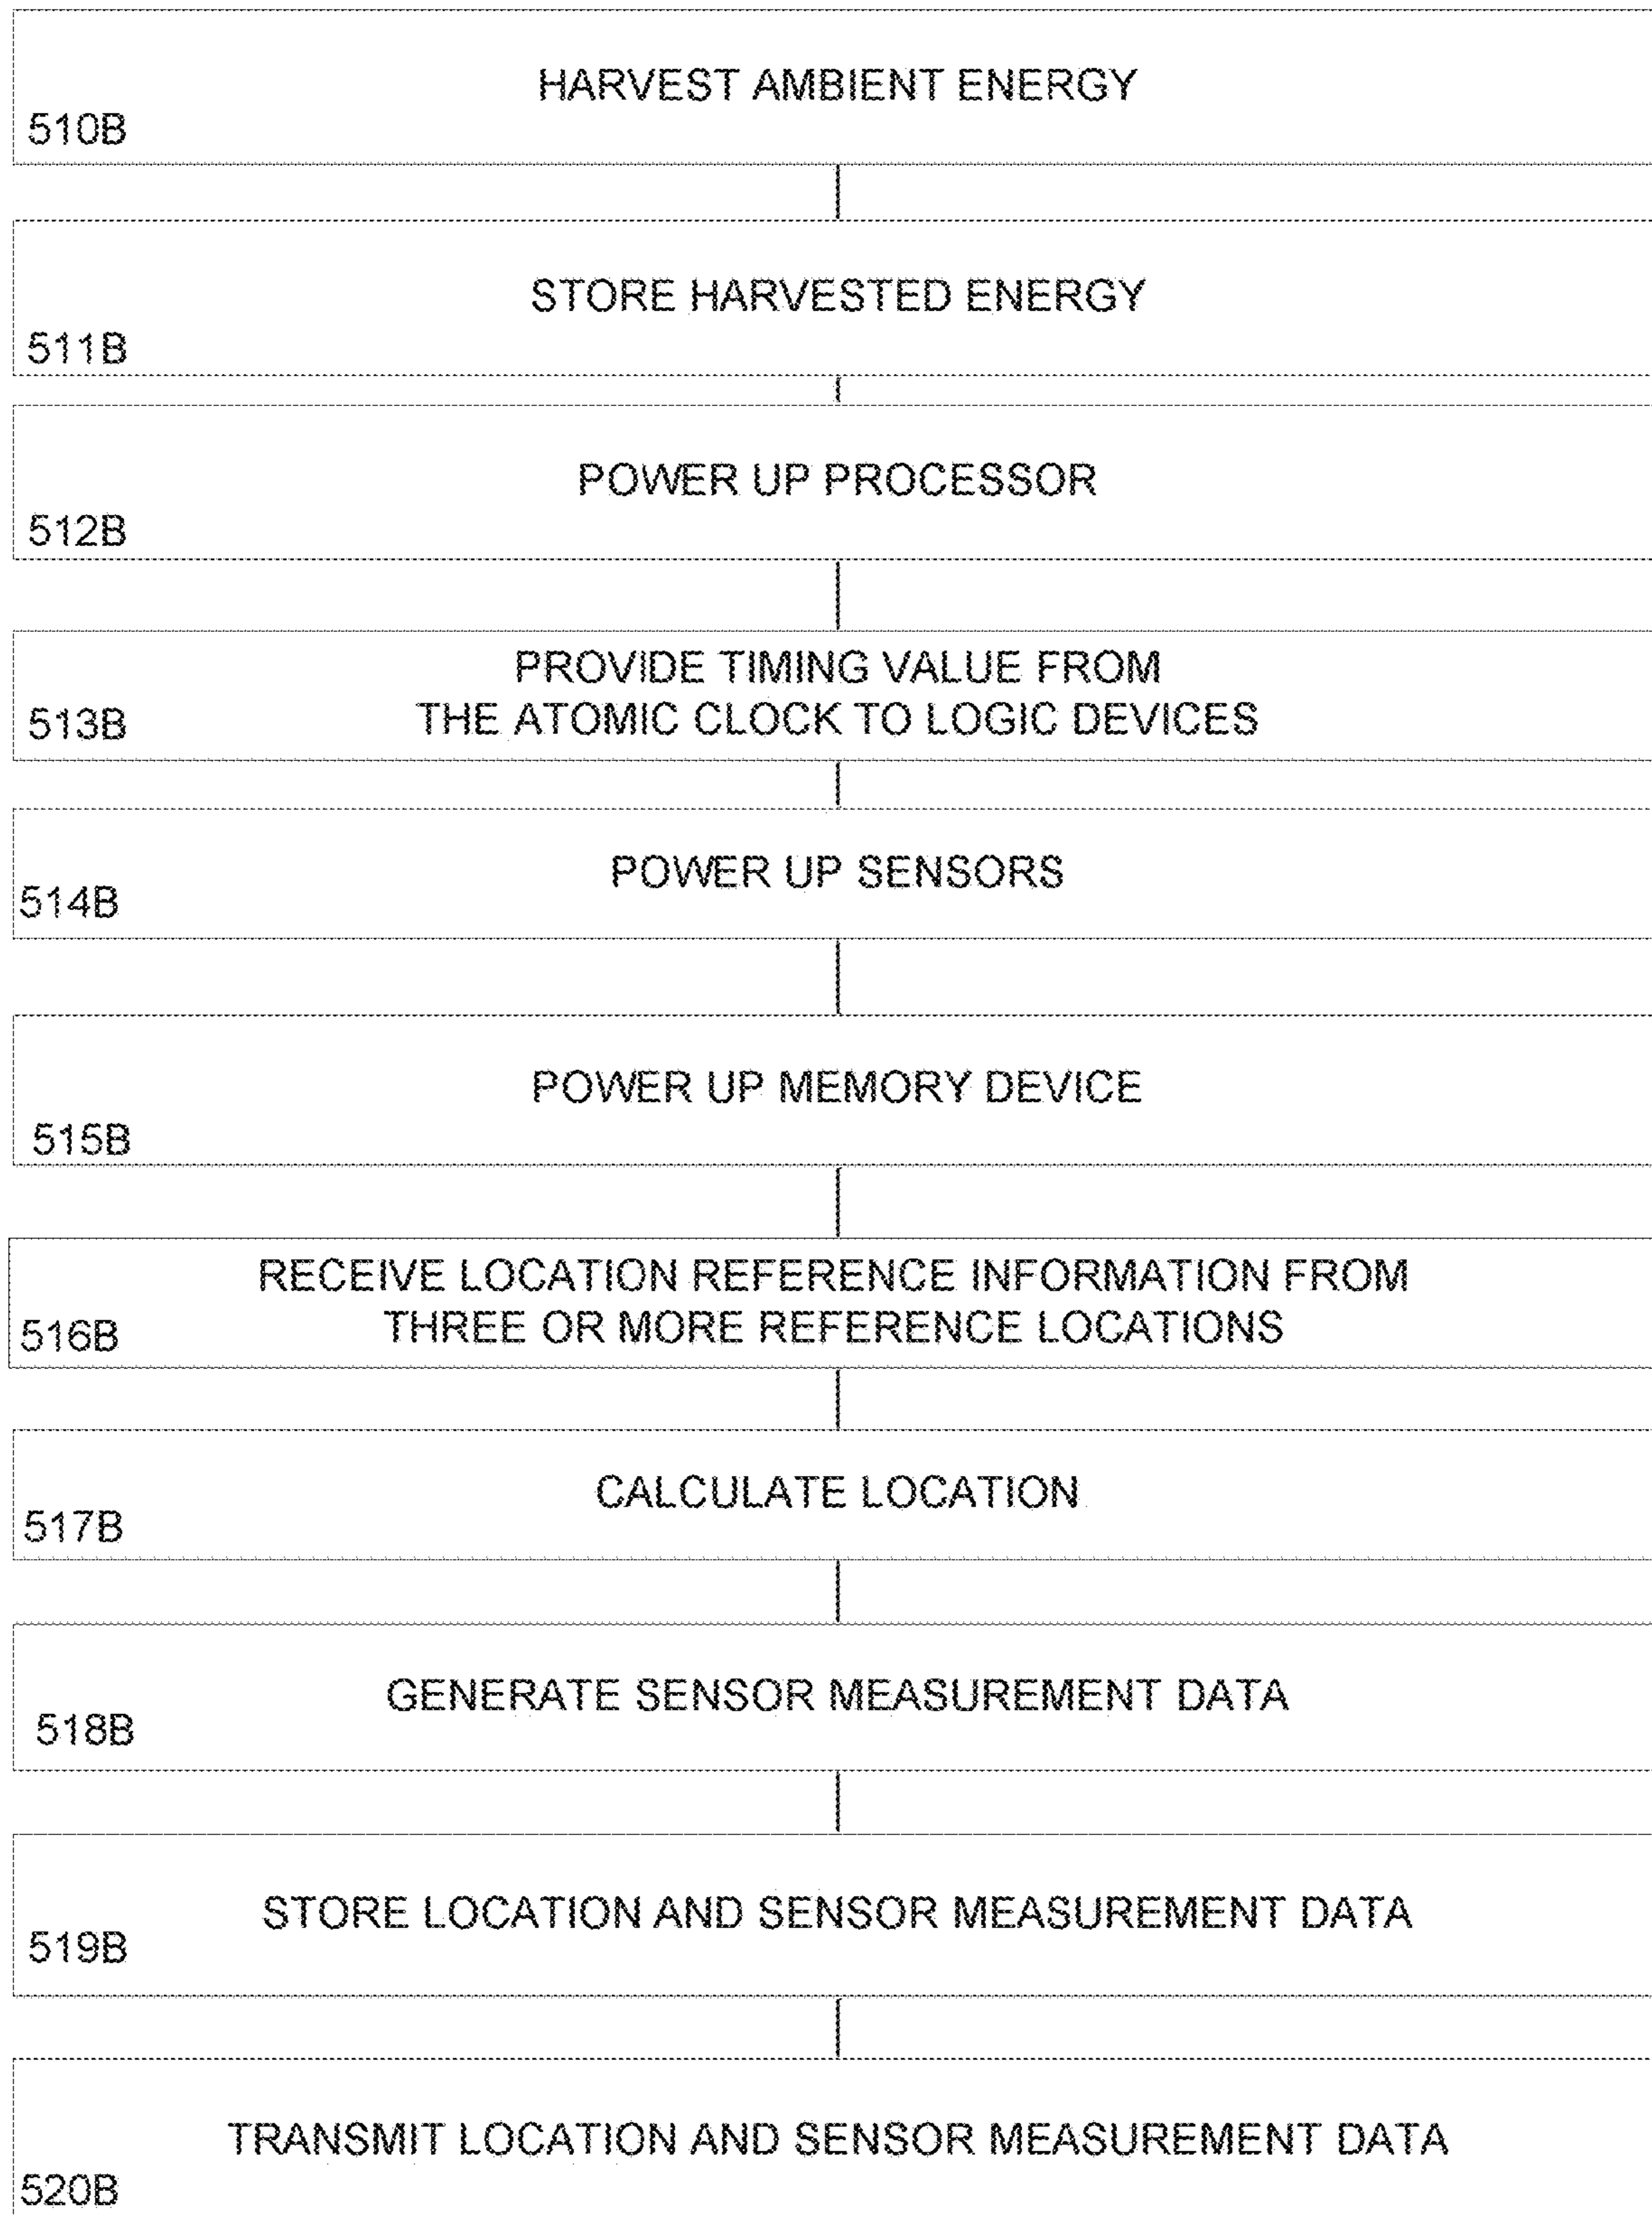 HARVEST AMBIENT ENERGY
510B
STORE HARVESTED ENERGY
511B
POWER UP PROCESSOR
512B
PROVIDE TIMING VALUE FROM
THE ATOMIC CLOCK TO LOGIC DEVICES
513B
POWER UP SENSORS
514B
POWER UP MEMORY DEVICE
515B
RECEIVE LOCATION REFERENCE INFORMATION FROM
THREE OR MORE REFERENCE LOCATIONS
516B
CALCULATE LOCATION
517B
GENERATE SENSOR MEASUREMENT DATA
518B
STORE LOCATION AND SENSOR MEASUREMENT DATA
519B
TRANSMIT LOCATION AND SENSOR MEASUREMENT DATA
520B